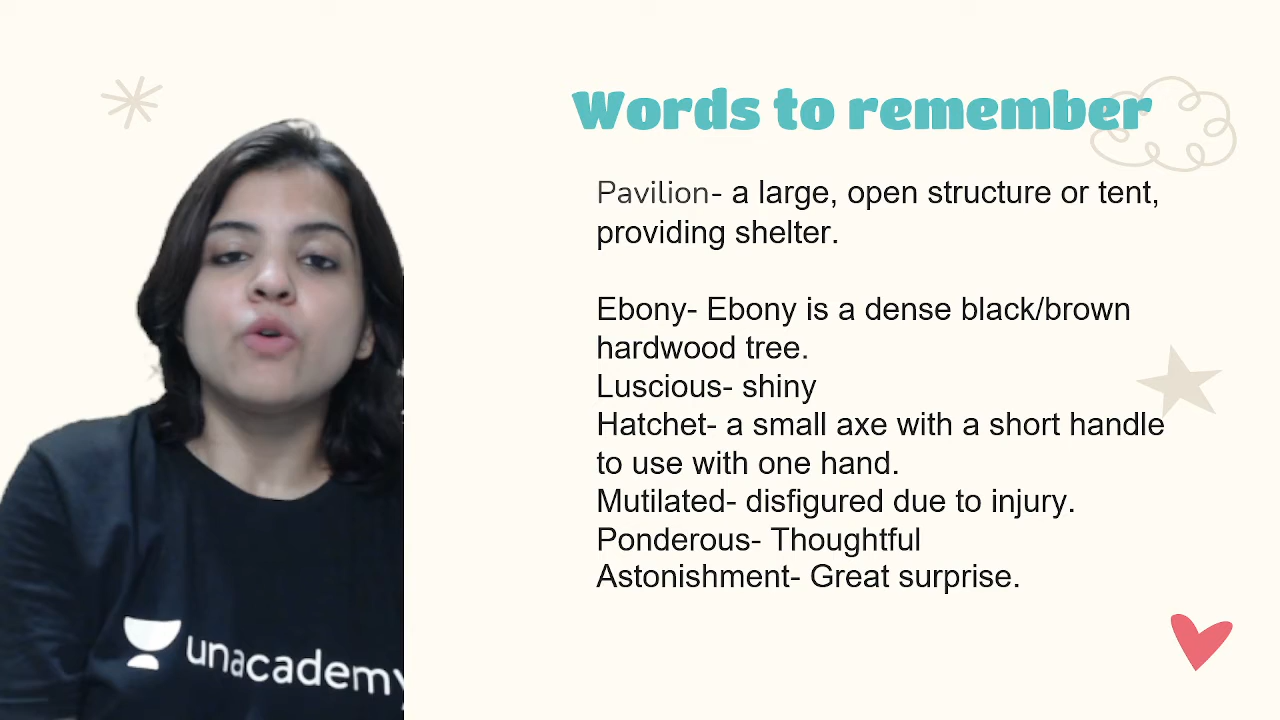 Words to remember
Pavilion- a large, open structure or tent,
providing shelter.
Ebony- Ebony is a dense black/brown
hardwood tree.
Luscious- shiny
Hatchet- a small axe with a short handle
to use with one hand.
Mutilated- disfigured due to injury.
Ponderous- Thoughtful
Astonishment- Great surprise.
unacademy